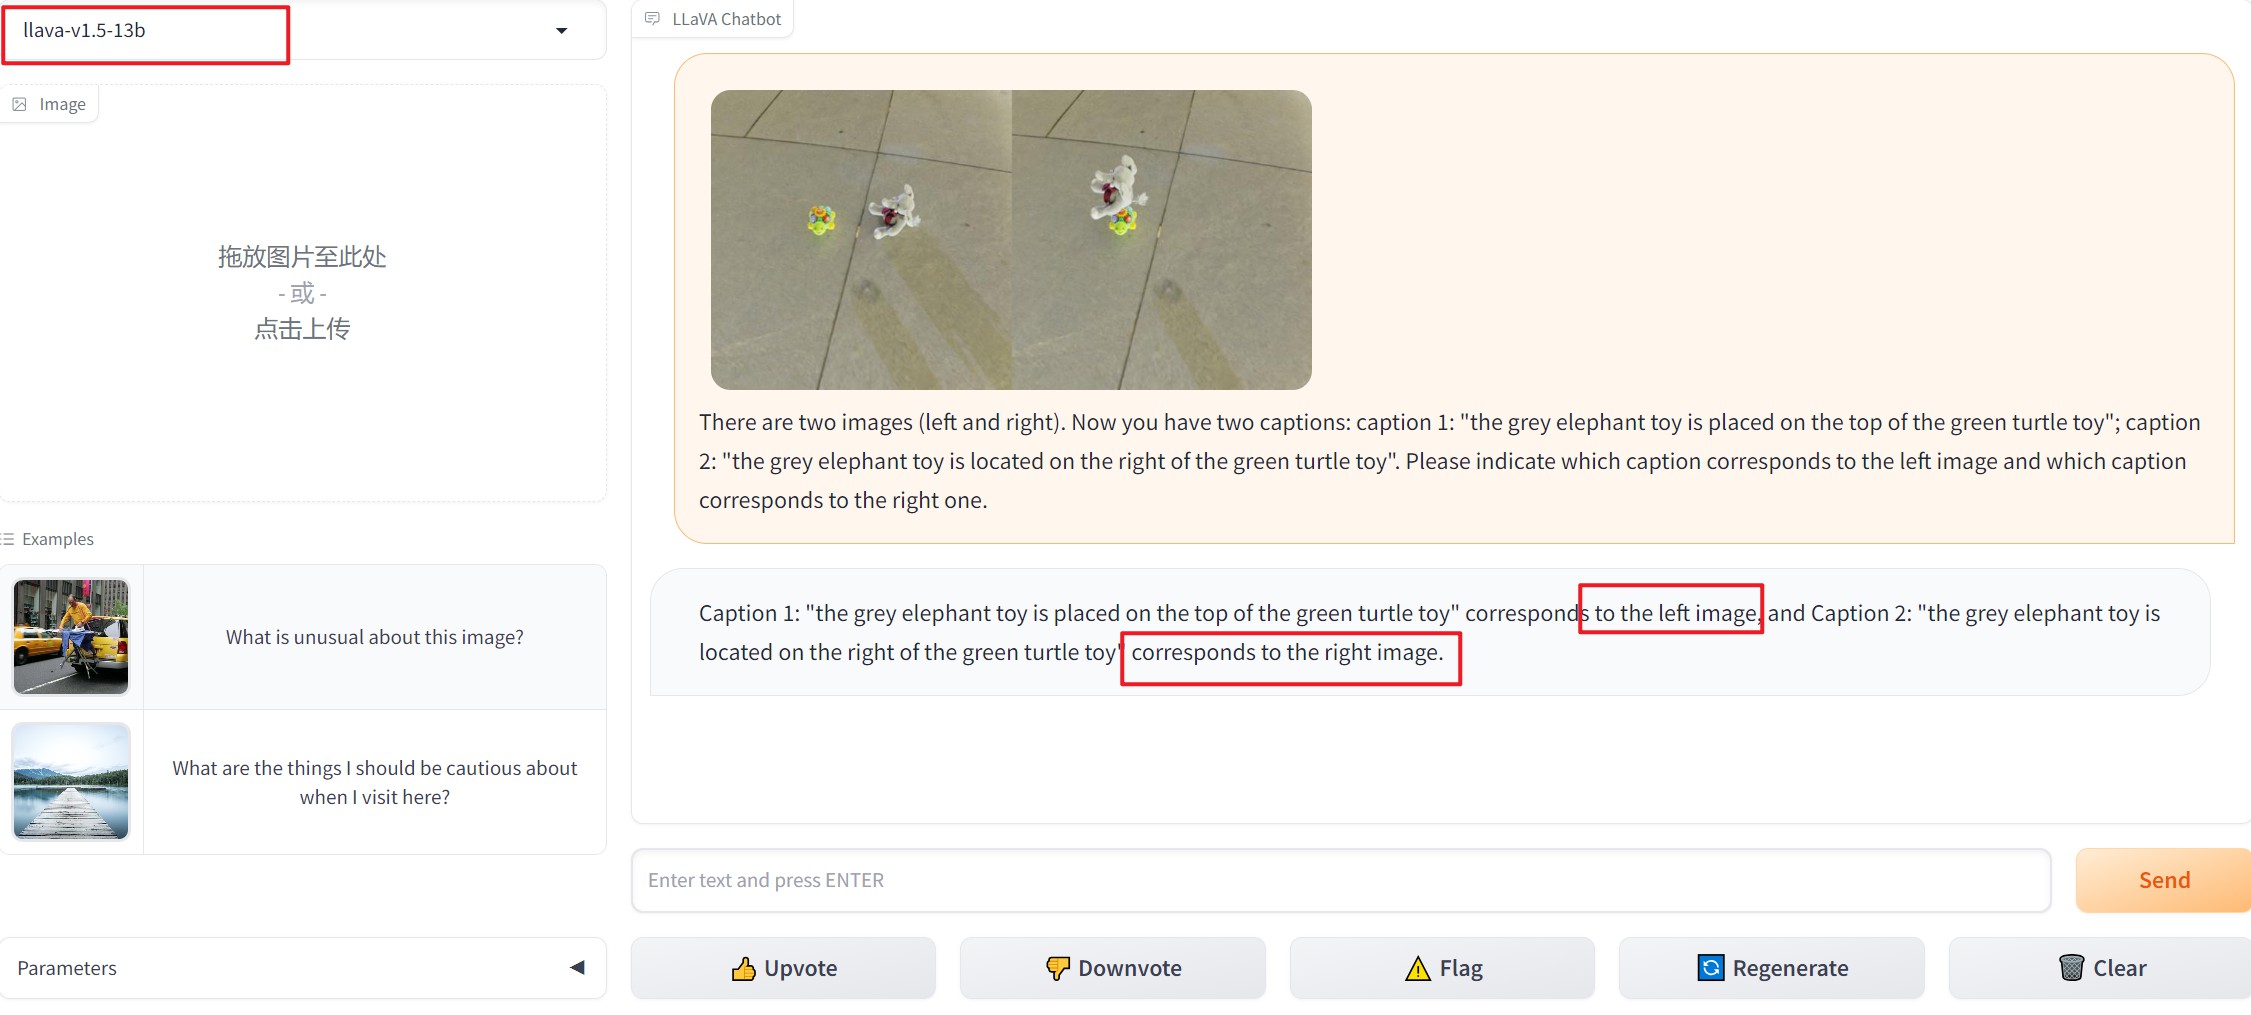 llava-v1.5-13b
Image
拖放图片至此处
- 或 -
点击上传
Examples
What is unusual about this image?
What are the things I should be cautious about
when I visit here?
Parameters
LLaVA Chatbot
There are two images (left and right). Now you have two captions: caption 1: "the grey elephant toy is placed on the top of the green turtle toy"; caption
2: "the grey elephant toy is located on the right of the green turtle toy". Please indicate which caption corresponds to the left image and which caption
corresponds to the right one.
Caption 1: "the grey elephant toy is placed on the top of the green turtle toy" corresponds to the left image, and Caption 2: "the grey elephant toy is
located on the right of the green turtle toy" corresponds to the right image.
Enter text and press ENTER
Send
Upvote
Downvote
Flag
Regenerate
Clear